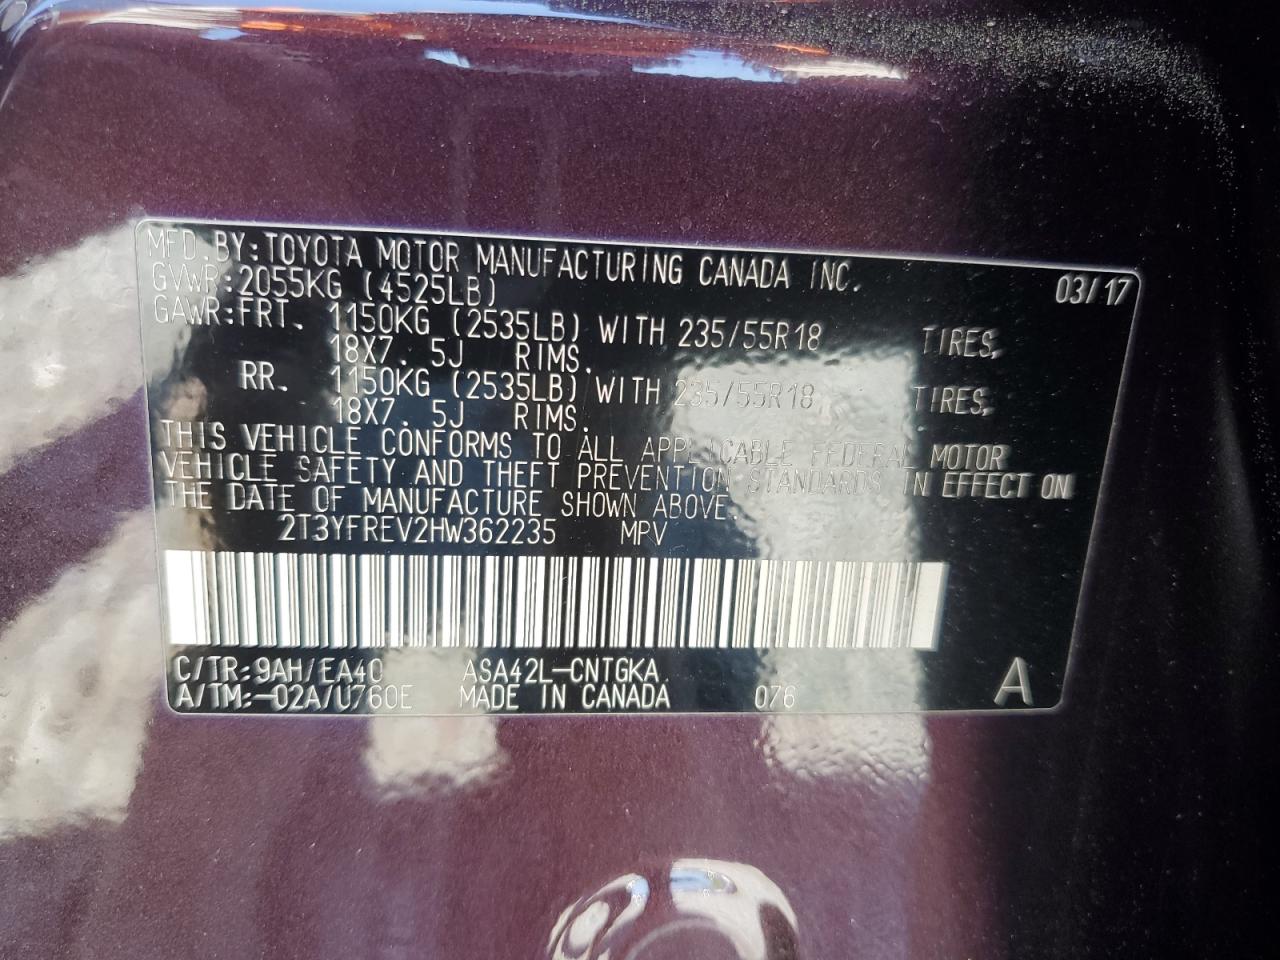 MFD.BY:TOYOTA MOTOR MANUFACTURING CANADA INC.
GVWR:2055KG (4525LB) 03/17
GAWR:FRT. 1150KG (2535LB) WITH 235/55R18 TIRES,
18X7.5J RIMS.
RR. 1150KG (2535LB) WITH 235/55R18 TIRES,
18X7.5J RIMS.
THIS VEHICLE CONFORMS TO ALL APPLICABLE FEDERAL MOTOR
VEHICLE SAFETY AND THEFT PREVENTION STANDARDS IN EFFECT ON
THE DATE OF MANUFACTURE SHOWN ABOVE.
2T3YFREV2HW362235 MPV
C/TR:9AH/EA40 ASA42L-CNTGKA
A/TM:-02A/U760E MADE IN CANADA 076 A